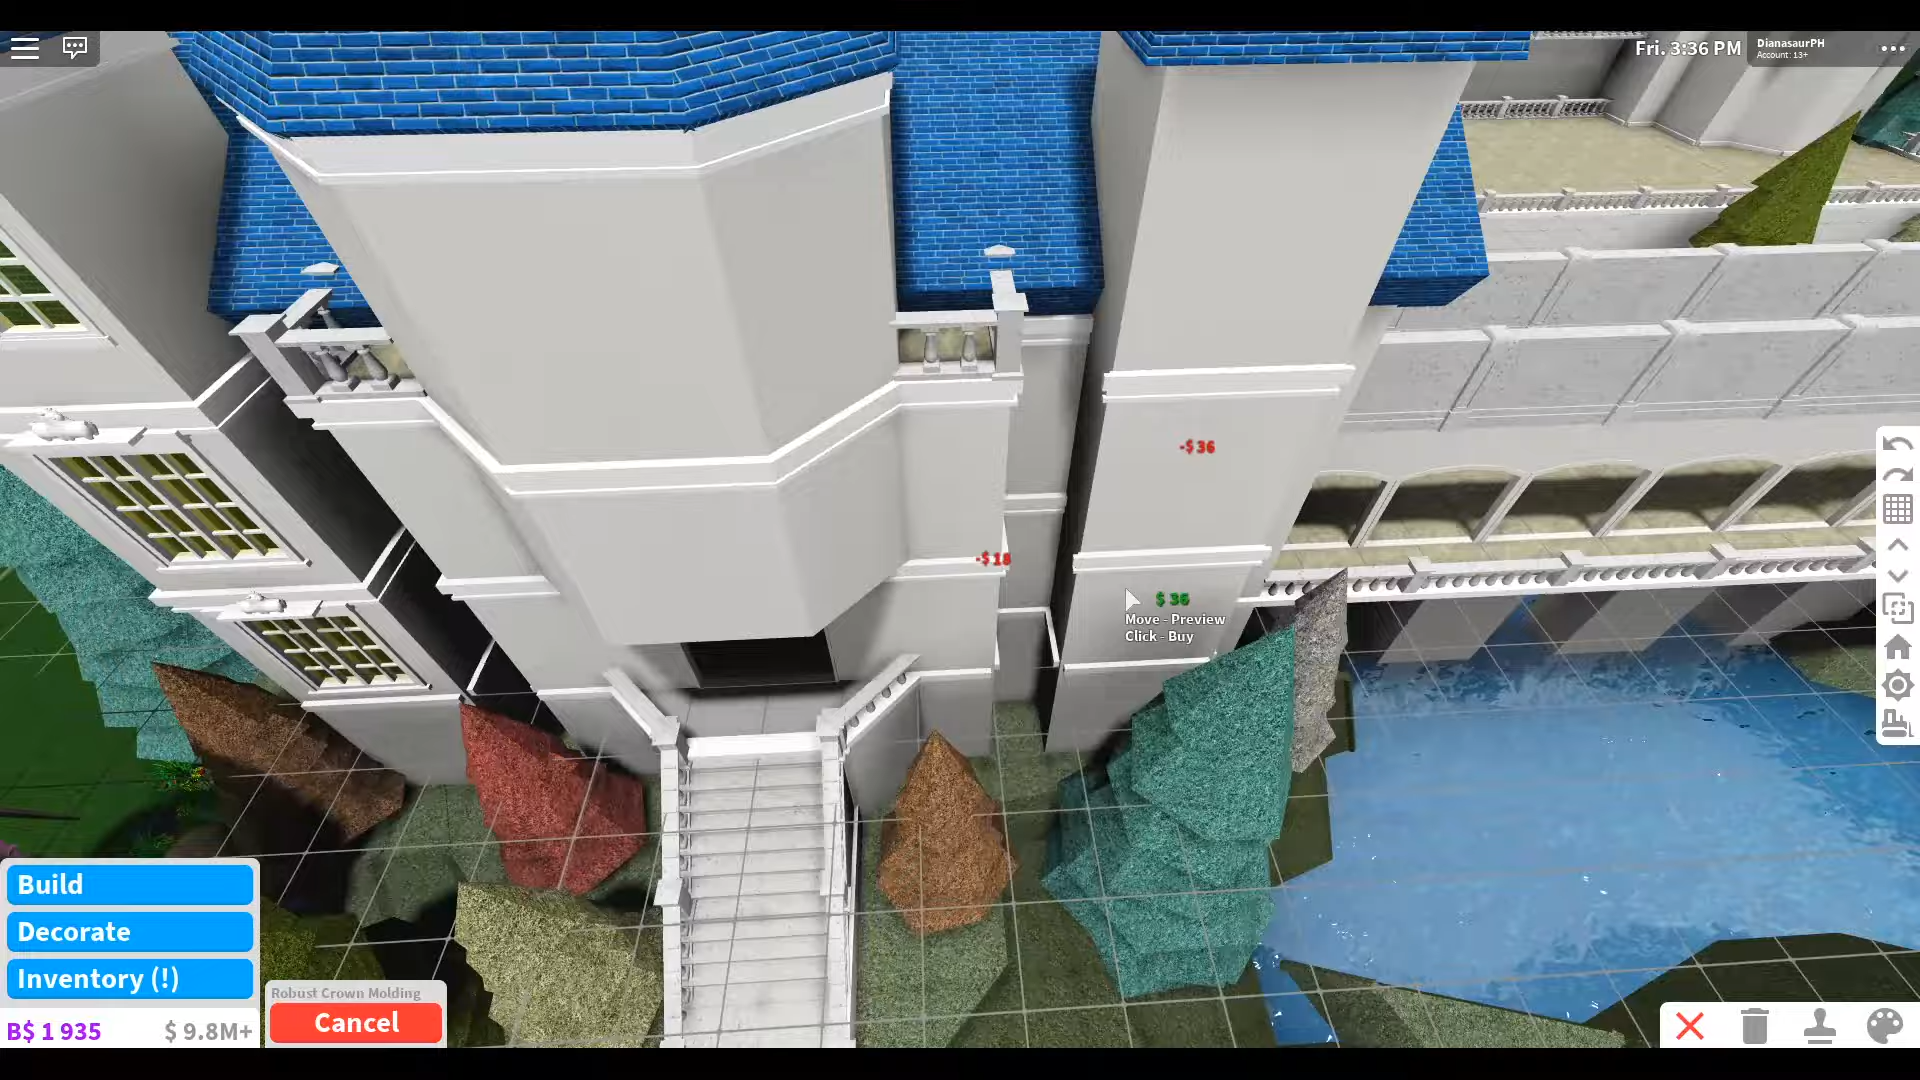 Fri. 3:36 PM
DianasaurPH
Account: 13+
-$36
-$18
$ 36
Move - Preview
Click - Buy
Build
Decorate
Inventory (!)
Robust Crown Molding
Cancel
B$ 1 935
$ 9.8M+